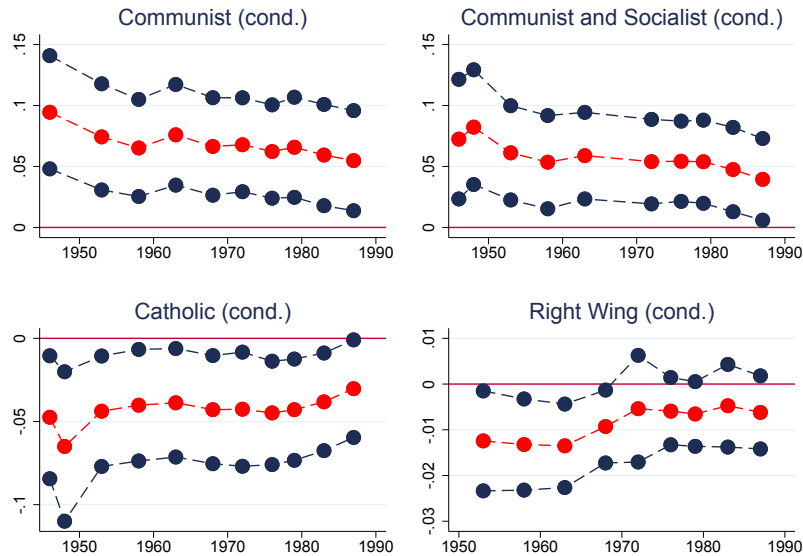 Communist (cond.)
.15
.1
.05
0
1950 1960 1970 1980 1990
Communist and Socialist (cond.)
.15
.1
.05
0
1950 1960 1970 1980 1990
Catholic (cond.)
0
-.05
-.1
1950 1960 1970 1980 1990
Right Wing (cond.)
.01
0
-.01
-.02
-.03
1950 1960 1970 1980 1990